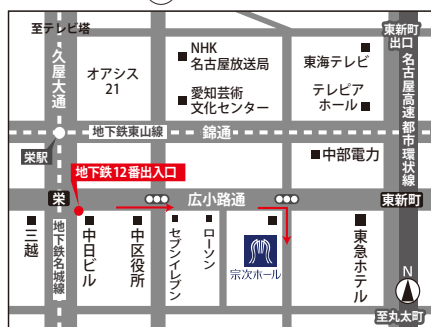 至テレビ塔
久屋大通
オアシス
21
NHK
名古屋放送局
愛知芸術
文化センター
東海テレビ
テレピア
ホール
東新町
出口
名古屋高速都市環状線
地下鉄東山線
錦通
栄駅
地下鉄12番出入口
中部電力
栄
広小路通
東新町
三越
地下鉄名城線
中日ビル
中区役所
セブンイレブン
ローソン
宗次ホール
東急ホテル
N
至丸太町